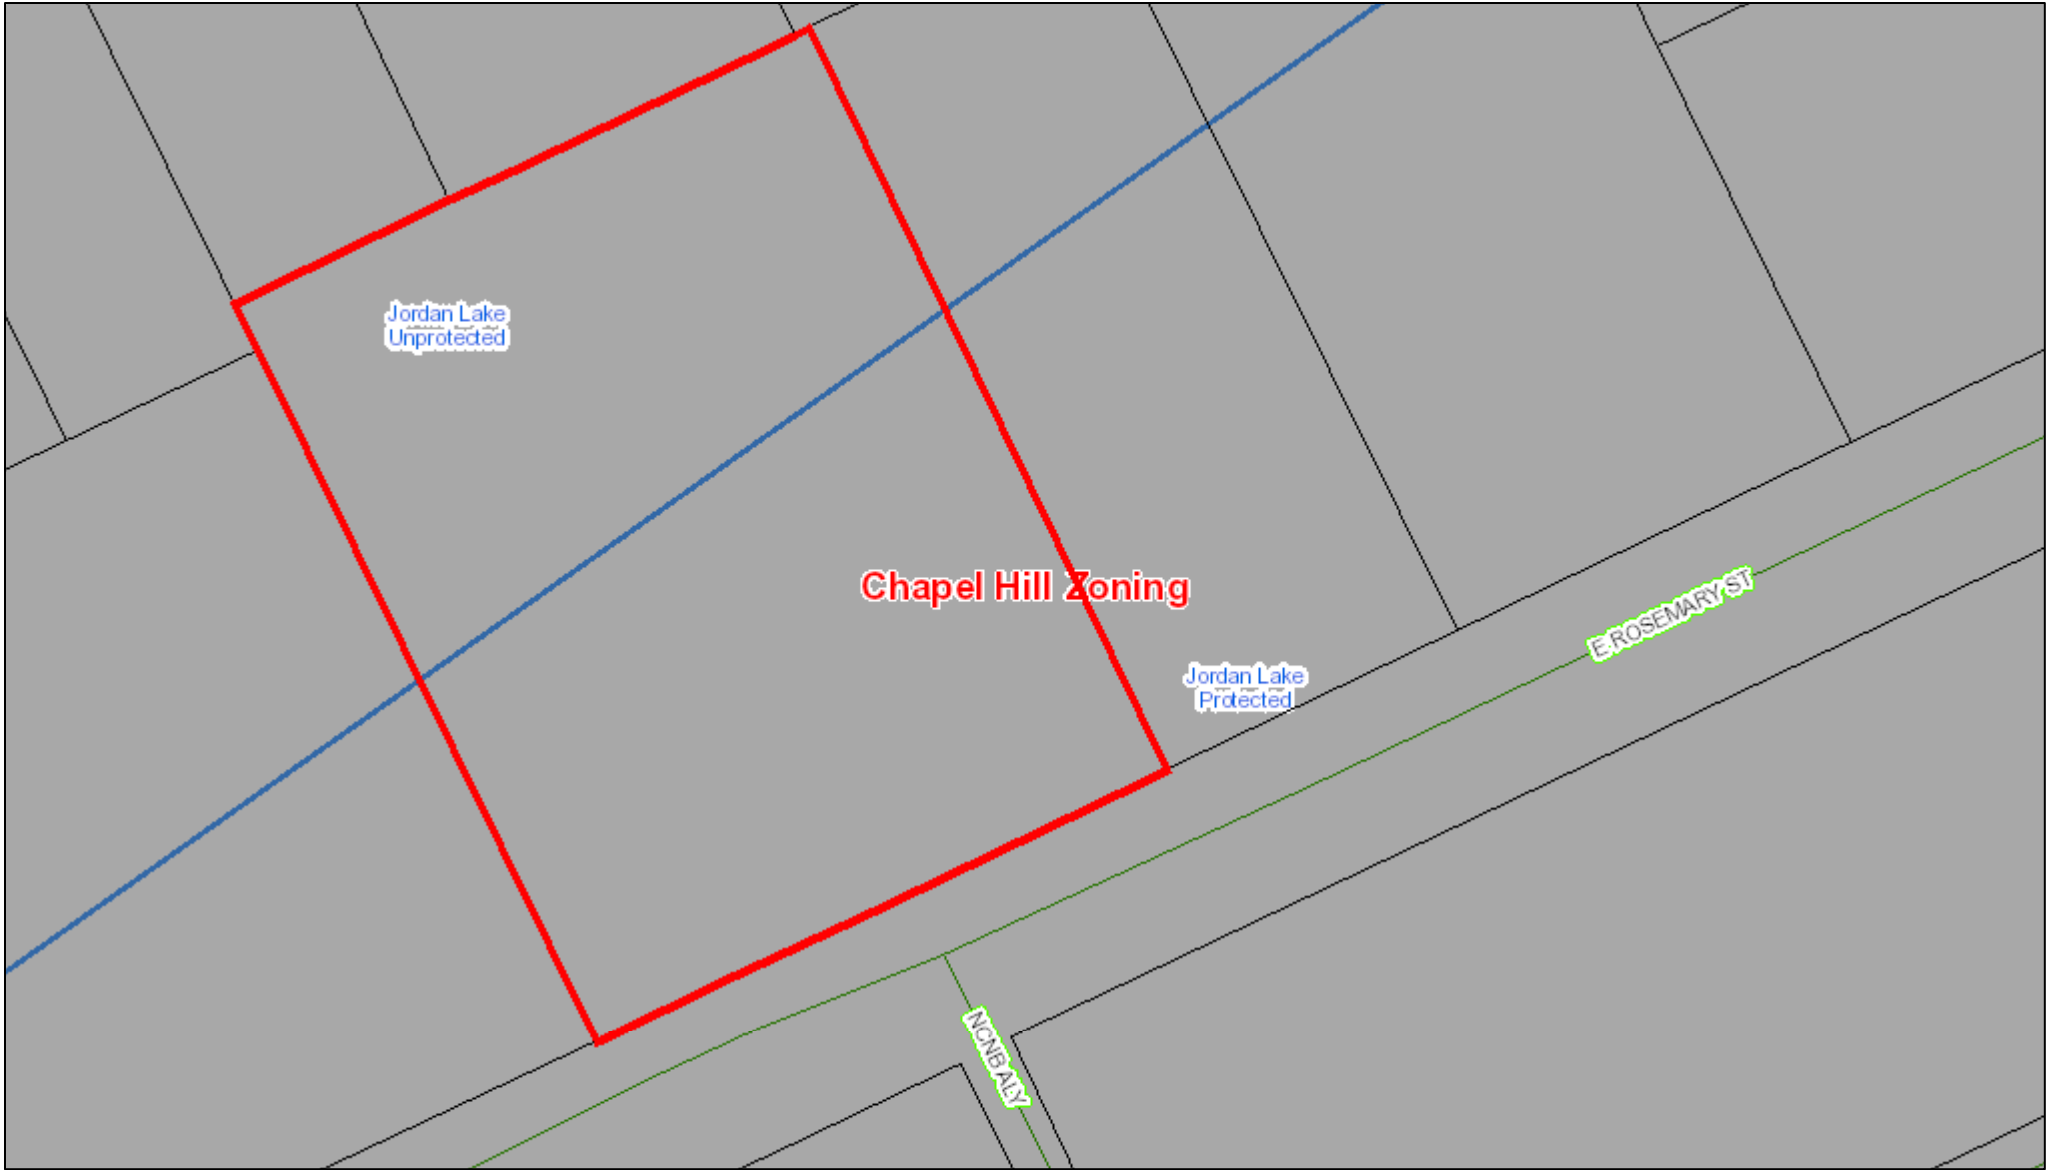 Jordan Lake
Unprotected
Chapel Hill Zoning
E ROSEMARY ST
Jordan Lake
Protected
NCNB ALY